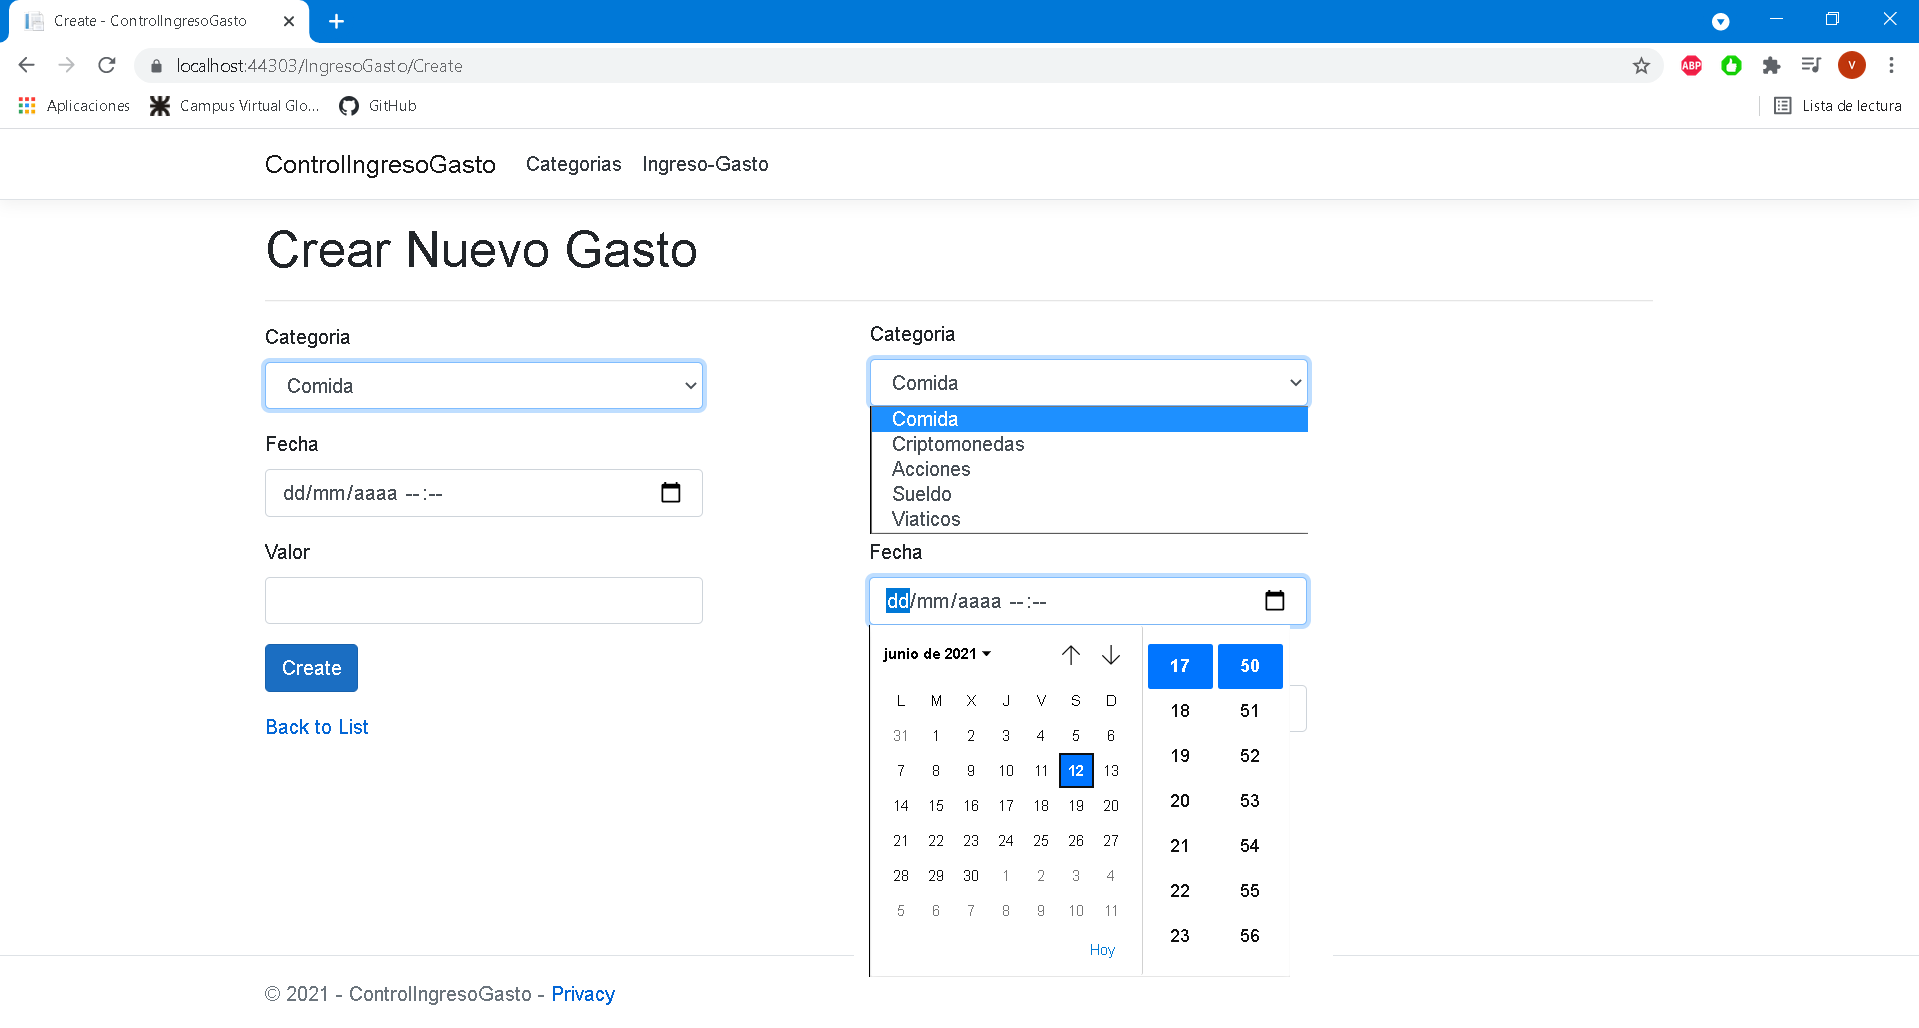 Create - ControlIngresoGasto
localhost:44303/IngresoGasto/Create
ABP
V
Aplicaciones
Campus Virtual Glo...
GitHub
Lista de lectura
ControlIngresoGasto
Categorias
Ingreso-Gasto
Crear Nuevo Gasto
Categoria
Comida
Fecha
dd/mm/aaaa --:--
Valor
Create
Back to List
Categoria
Comida
Comida
Criptomonedas
Acciones
Sueldo
Viaticos
Fecha
dd/mm/aaaa --:--
junio de 2021
L M X J V S D
31 1 2 3 4 5 6
7 8 9 10 11 12 13
14 15 16 17 18 19 20
21 22 23 24 25 26 27
28 29 30 1 2 3 4
5 6 7 8 9 10 11
Hoy
17 50
18 51
19 52
20 53
21 54
22 55
23 56
© 2021 - ControlIngresoGasto - Privacy